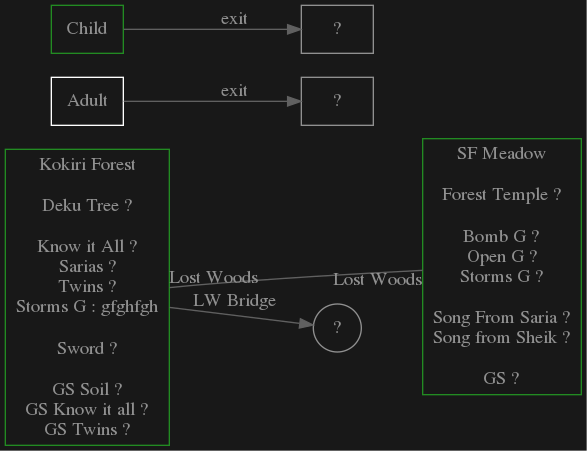 Child
exit
?
Adult
exit
?
Kokiri Forest
Deku Tree ?
Know it All ?
Sarias ?
Twins ?
Storms G : gfghfgh
Sword ?
GS Soil ?
GS Know it all ?
GS Twins ?
Lost Woods
Lost Woods
LW Bridge
?
SF Meadow
Forest Temple ?
Bomb G ?
Open G ?
Storms G ?
Song From Saria ?
Song from Sheik ?
GS ?